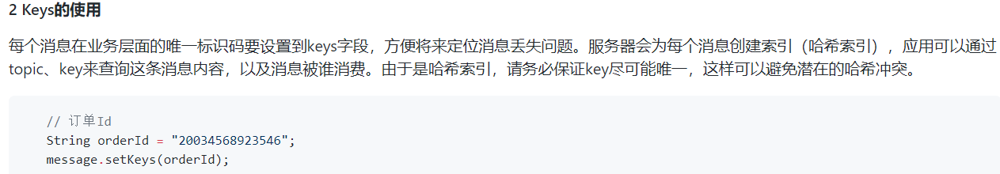 2 Keys的使用
每个消息在业务层面的唯一标识码要设置到keys字段，方便将来定位消息丢失问题。服务器会为每个消息创建索引（哈希索引），应用可以通过
topic、key来查询这条消息内容，以及消息被谁消费。由于是哈希索引，请务必保证key尽可能唯一，这样可以避免潜在的哈希冲突。
// 订单Id
String orderId = "20034568923546";
message.setKeys(orderId);